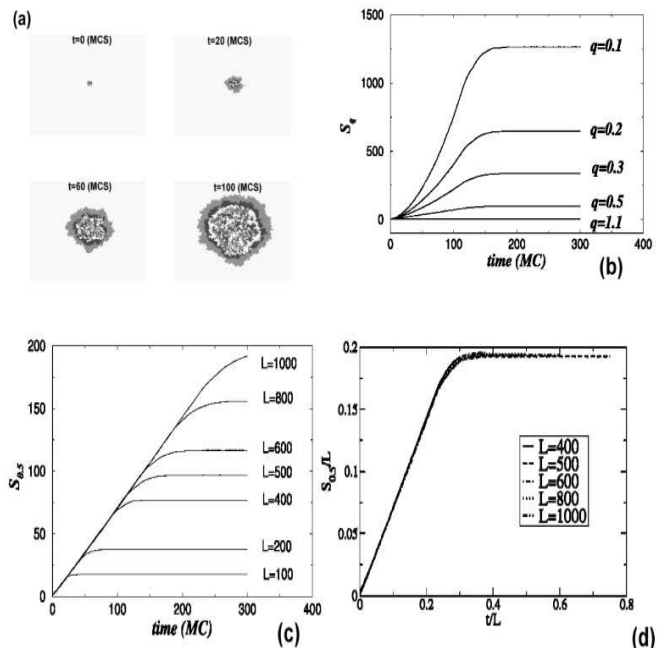 (a)
t=0 (MCS)
t=20 (MCS)
t=60 (MCS)
t=100 (MCS)
1500
1250
1000
750
500
250
0
S_q
q=0.1
q=0.2
q=0.3
q=0.5
q=1.1
0 100 200 300 400
time (MC)
(b)
200
150
100
50
0
S_0.5
L=1000
L=800
L=600
L=500
L=400
L=200
L=100
0 100 200 300 400
time (MC)
(c)
0.2
0.15
0.1
0.05
0
S_0.5/L
L=400
L=500
L=600
L=800
L=1000
0 0.2 0.4 0.6 0.8
t/L
(d)